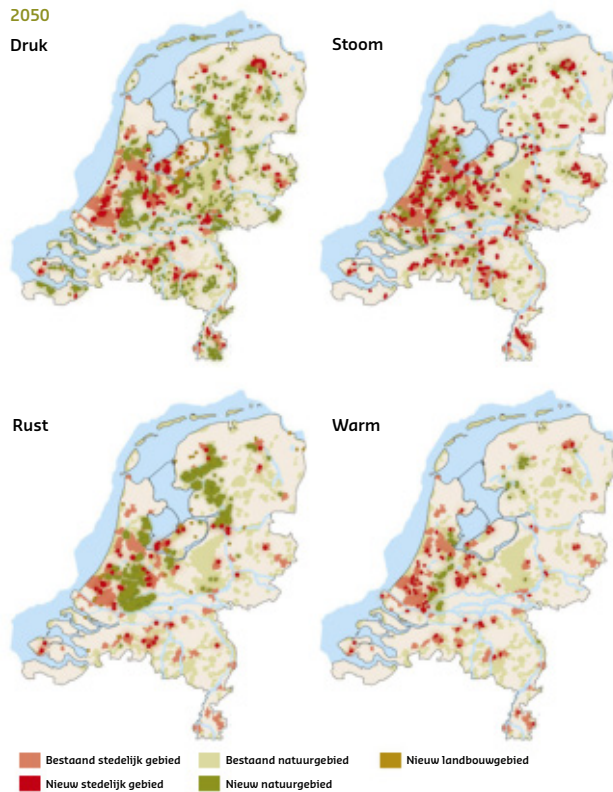 2050
Druk
Stoom
Rust
Warm
Bestaand stedelijk gebied
Bestaand natuurgebied
Nieuw landbouwgebied
Nieuw stedelijk gebied
Nieuw natuurgebied